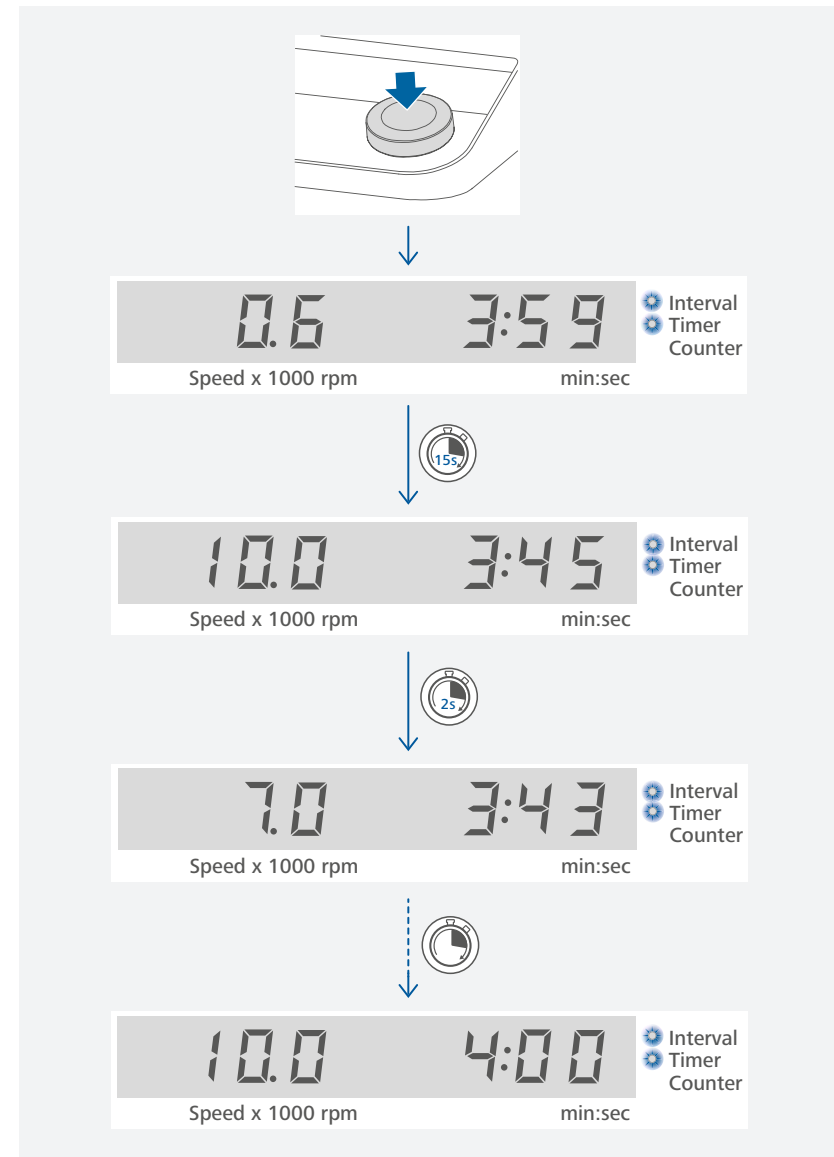 0.6 3:59
Interval
Timer
Counter
Speed x 1000 rpm min:sec
15s
10.0 3:45
Interval
Timer
Counter
Speed x 1000 rpm min:sec
2s
7.0 3:43
Interval
Timer
Counter
Speed x 1000 rpm min:sec
10.0 4:00
Interval
Timer
Counter
Speed x 1000 rpm min:sec